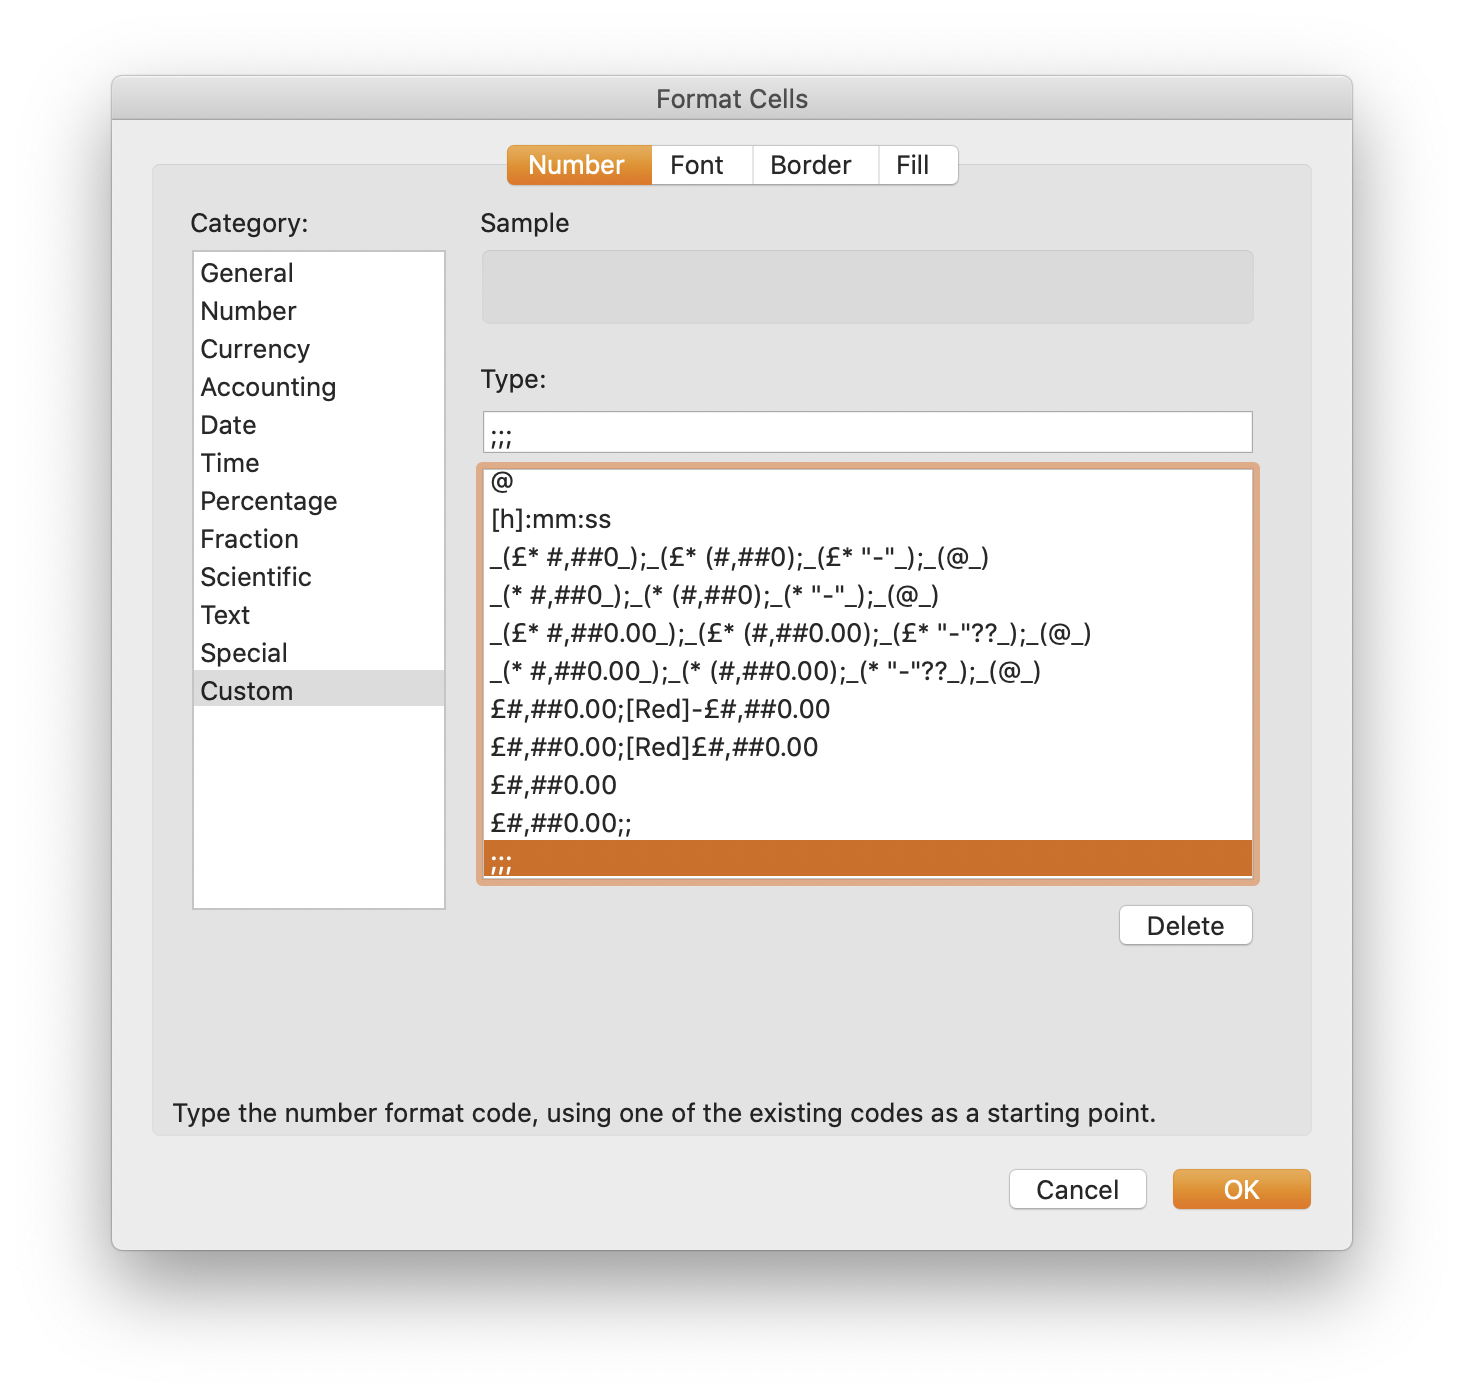 Format Cells
Number Font Border Fill
Category:
General
Number
Currency
Accounting
Date
Time
Percentage
Fraction
Scientific
Text
Special
Custom
Sample
Type:
;;;
@
[h]:mm:ss
_(£* #,##0_);_(£* (#,##0);_(£* "-"_);_(@_)
_(* #,##0_);_(* (#,##0);_(* "-"_);_(@_)
_(£* #,##0.00_);_(£* (#,##0.00);_(£* "-"??_);_(@_)
_(* #,##0.00_);_(* (#,##0.00);_(* "-"??_);_(@_)
£#,##0.00;[Red]-£#,##0.00
£#,##0.00;[Red]£#,##0.00
£#,##0.00
£#,##0.00;;
;;;
Delete
Type the number format code, using one of the existing codes as a starting point.
Cancel OK